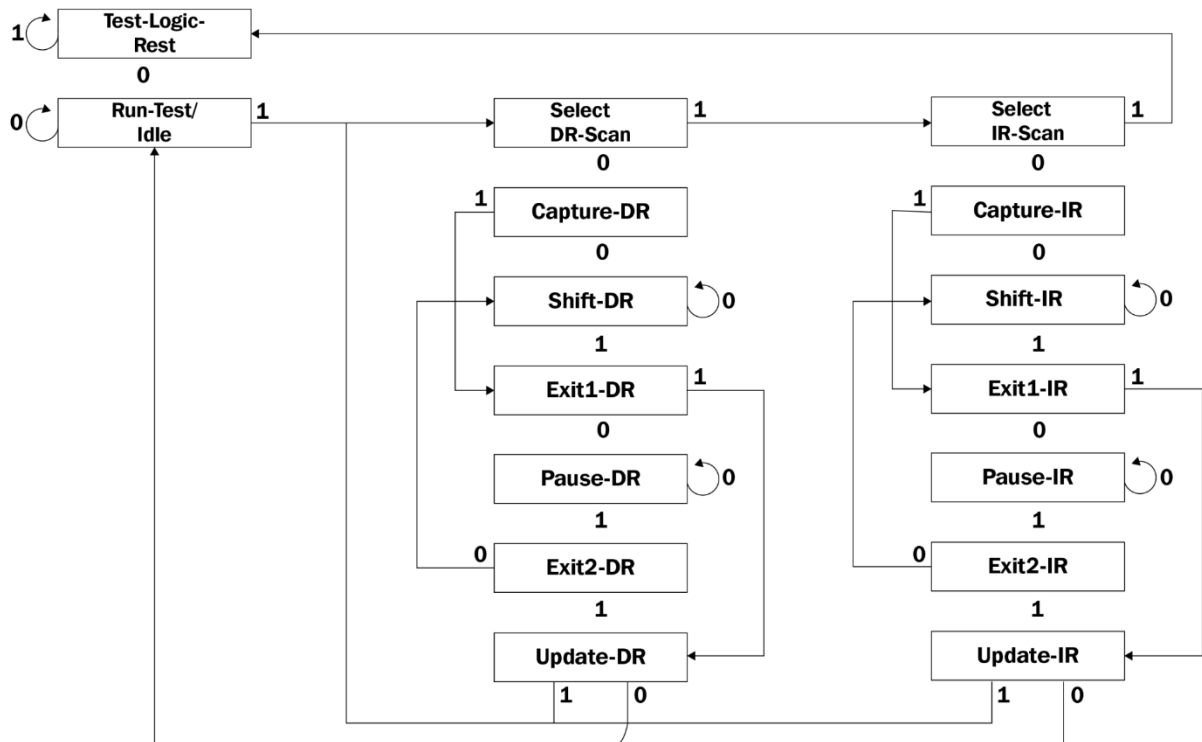 Test-Logic-
Rest
1
0
Run-Test/
Idle
0
1
Select
DR-Scan
1
0
Select
IR-Scan
1
0
1
Capture-DR
0
1
Capture-IR
0
Shift-DR
0
1
Shift-IR
0
1
Exit1-DR
1
0
Exit1-IR
1
0
Pause-DR
0
1
Pause-IR
0
1
0
Exit2-DR
1
0
Exit2-IR
1
Update-DR
1
0
Update-IR
1
0